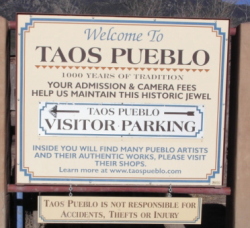 Welcome To
TAOS PUEBLO
1000 YEARS OF TRADITION
YOUR ADMISSION & CAMERA FEES
HELP US MAINTAIN THIS HISTORIC JEWEL
TAOS PUEBLO
VISITOR PARKING
INSIDE YOU WILL FIND MANY PUEBLO ARTISTS
AND THEIR AUTHENTIC WORKS, PLEASE VISIT
THEIR SHOPS.
Learn more at www.taospueblo.com
TAOS PUEBLO IS NOT RESPONSIBLE FOR
ACCIDENTS, THEFTS OR INJURY